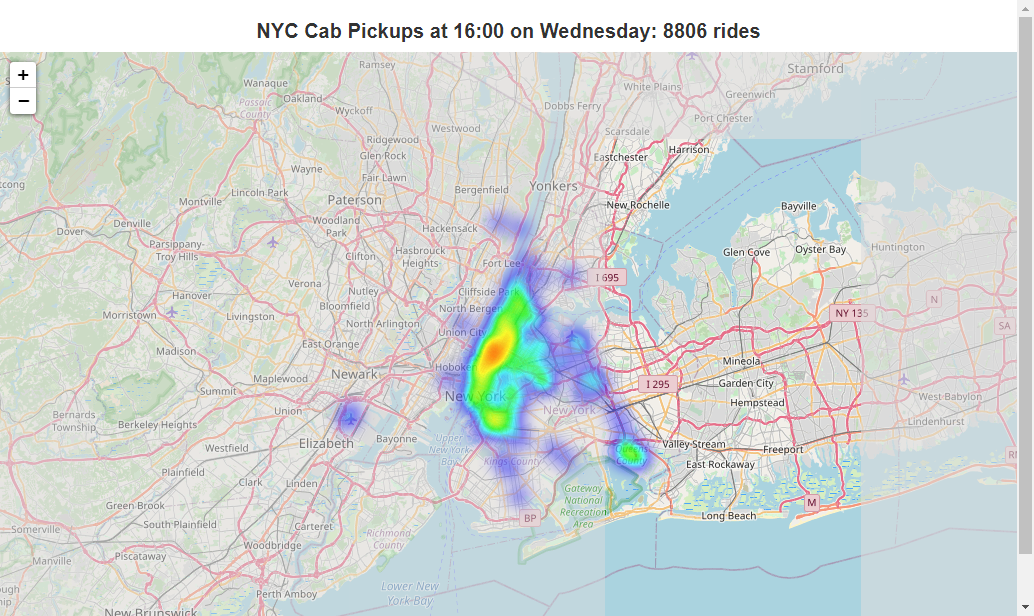 NYC Cab Pickups at 16:00 on Wednesday: 8806 rides
+
−
Ramsey
Stamford
Wanaque
White Plains
Greenwich
Oakland
Passaic
County
Wyckoff
Dobbs Ferry
Port Chester
Westwood
Scarsdale
Ridgewood
Harrison
Glen Rock
Eastchester
Wayne
Fair Lawn
Bergenfield
Yonkers
Lincoln Park
Montville
Paterson
New Rochelle
Bayville
Woodland
Park
Denville
Dover
Hackensack
Parsippany-
Troy Hills
Hasbrouck
Heights
Clifton
Fort Lee
Glen Cove
Oyster Bay
Huntington
I 695
Verona
Nutley
Cliffside Park
Hanover
N
Bloomfield
North Bergen
NY 135
Morristown
Livingston
North Arlington
Union City
SA
East Orange
Madison
Mineola
Newark
Hoboken
Maplewood
I 295
Garden City
Summit
New York
Hempstead
West-Babylon
Union
New York
Bernards
Township
Berkeley Heights
Lindenhurst
Elizabeth
Bayonne
Upper
New York
Bay
Valley Stream
Freeport
Westfield
Queens
County
Kings County
East Rockaway
Plainfield
Clark
Linden
Gateway
National
Recreation
Area
M
Green Brook
South Plainfield
Carteret
BP
Long Beach
Somerville
Richmond
County
Woodbridge
Piscataway
Manville
Lower New
York Bay
Perth Amboy
New Brunswick